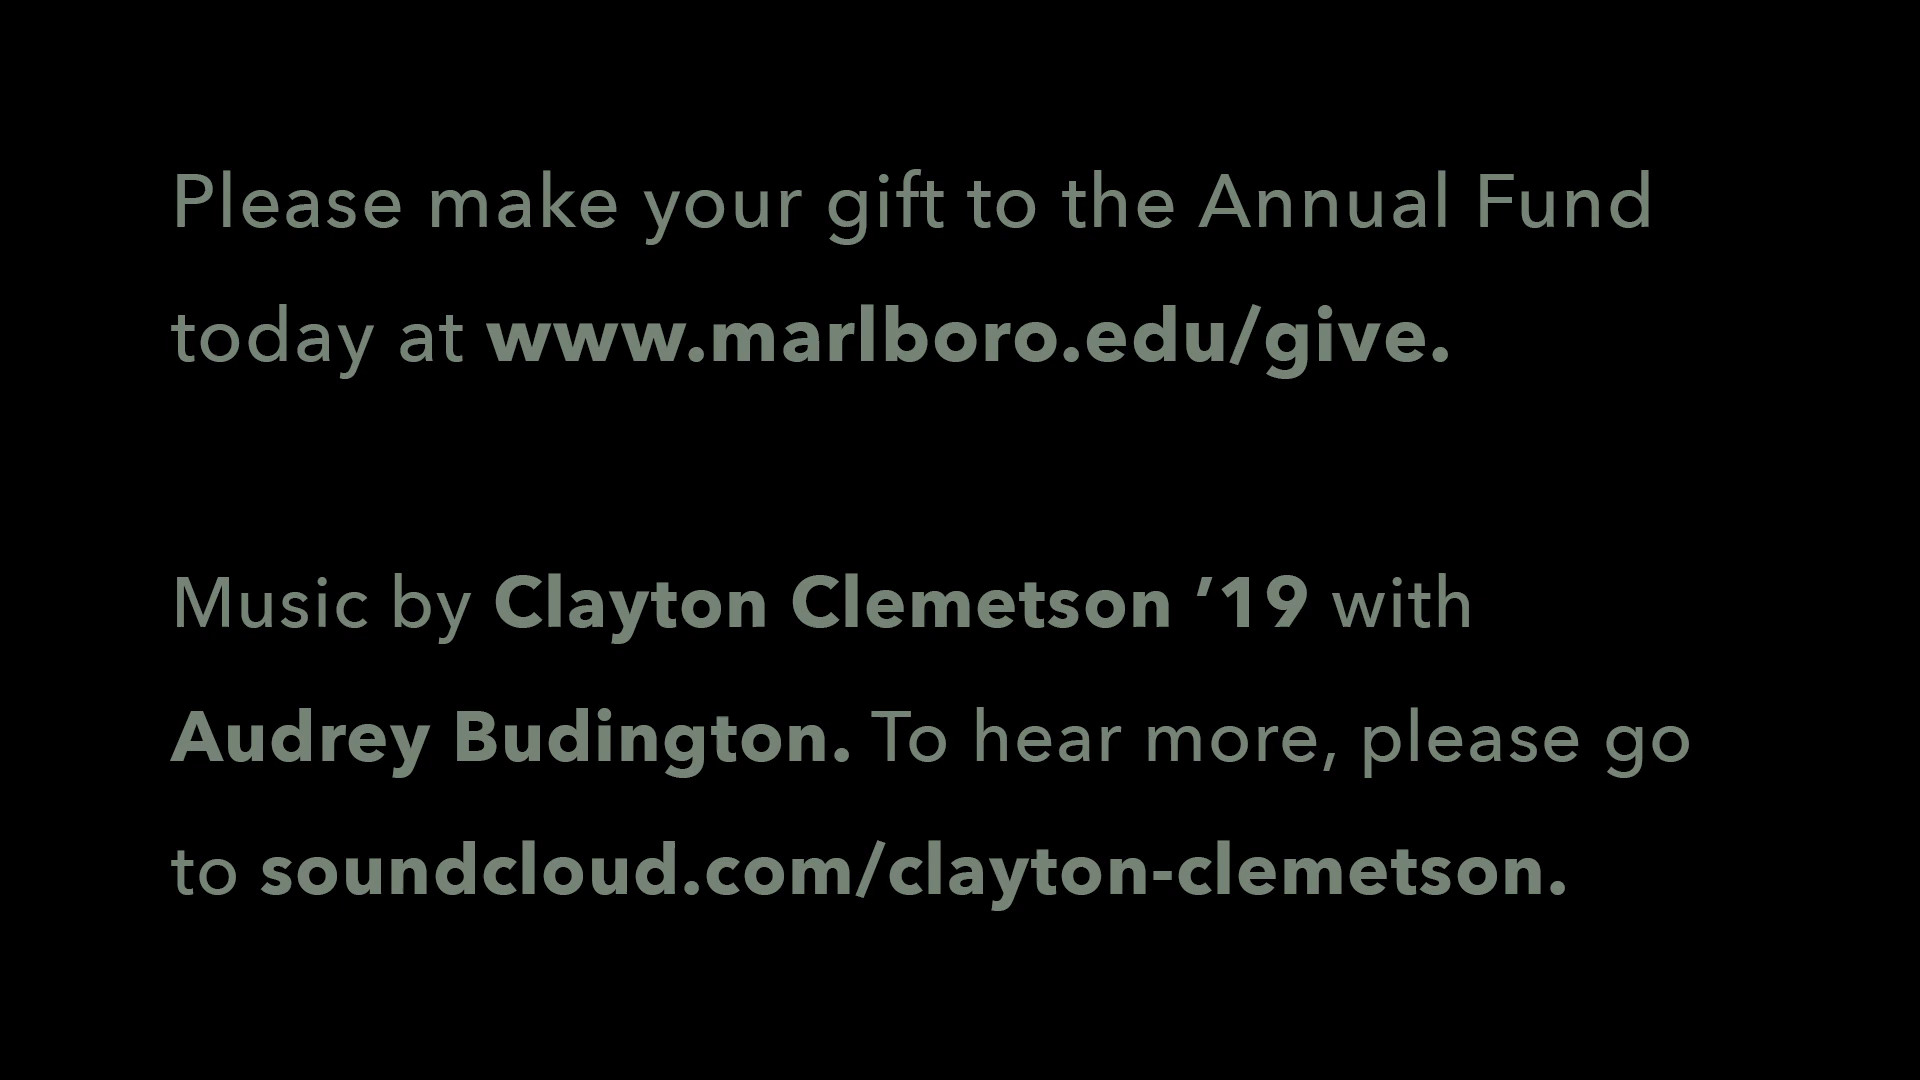 Please make your gift to the Annual Fund
today at www.marlboro.edu/give.
Music by Clayton Clemetson ’19 with
Audrey Budington. To hear more, please go
to soundcloud.com/clayton-clemetson.